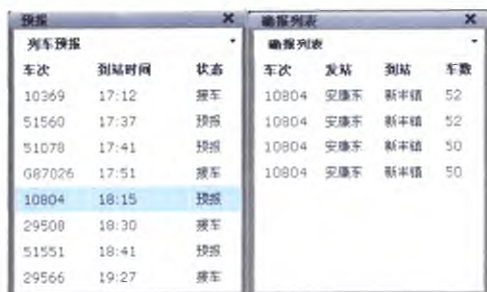 预报
列车预报
车次 到站时间 状态
10369 17:12 接车
51560 17:37 预报
51078 17:41 预报
G87026 17:51 接车
10804 18:15 预报
29508 18:30 接车
51551 18:41 预报
29566 19:27 接车
确报列表
确报列表
车次 发站 到站 车数
10804 安康东 新丰镇 52
10804 安康东 新丰镇 52
10804 安康东 新丰镇 50
10804 安康东 新丰镇 50